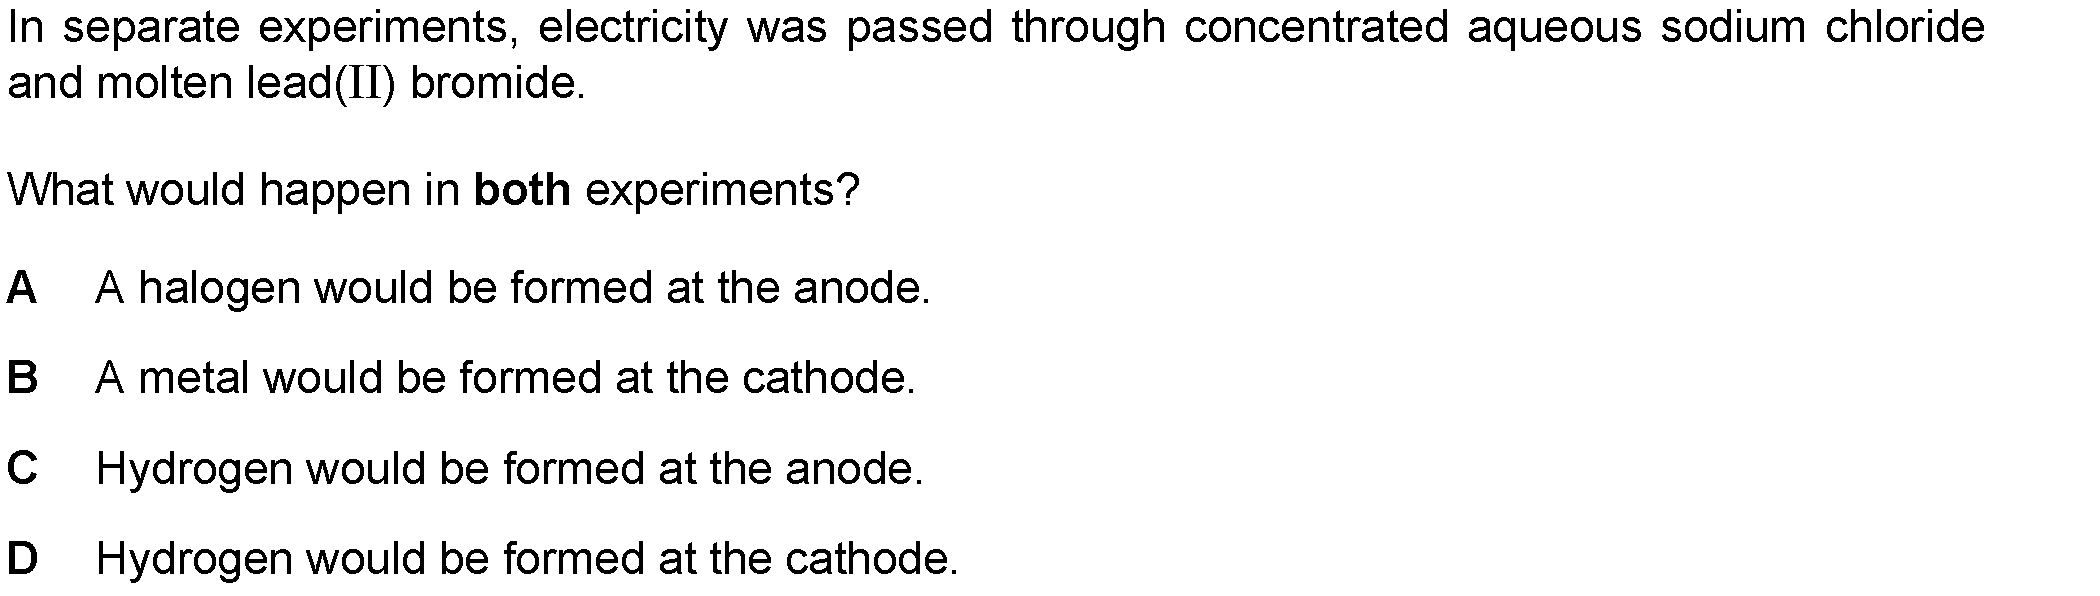 In separate experiments, electricity was passed through concentrated aqueous sodium chloride
and molten lead(II) bromide.
What would happen in both experiments?
A A halogen would be formed at the anode.
B A metal would be formed at the cathode.
C Hydrogen would be formed at the anode.
D Hydrogen would be formed at the cathode.